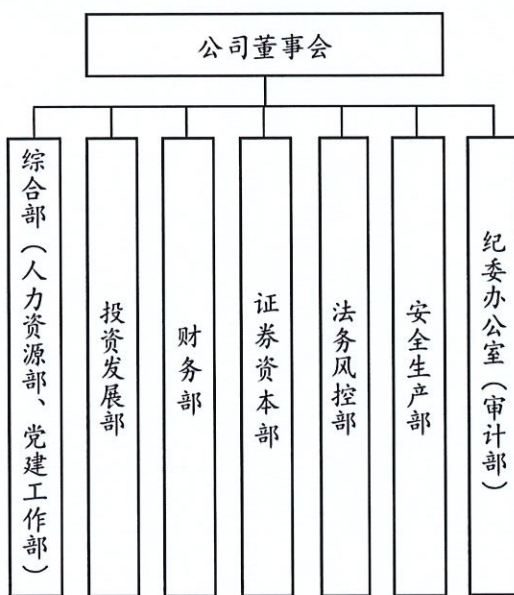 公司董事会
综合部（人力资源部、党建工作部）
投资发展部
财务部
证券资本部
法务风控部
安全生产部
纪委办公室（审计部）